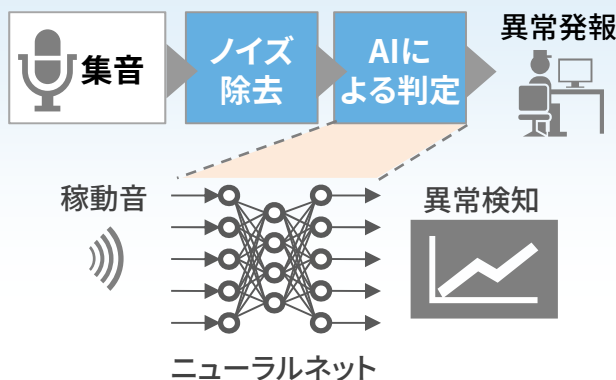 集音
ノイズ
除去
AIに
よる判定
異常発報
稼動音
異常検知
ニューラルネット